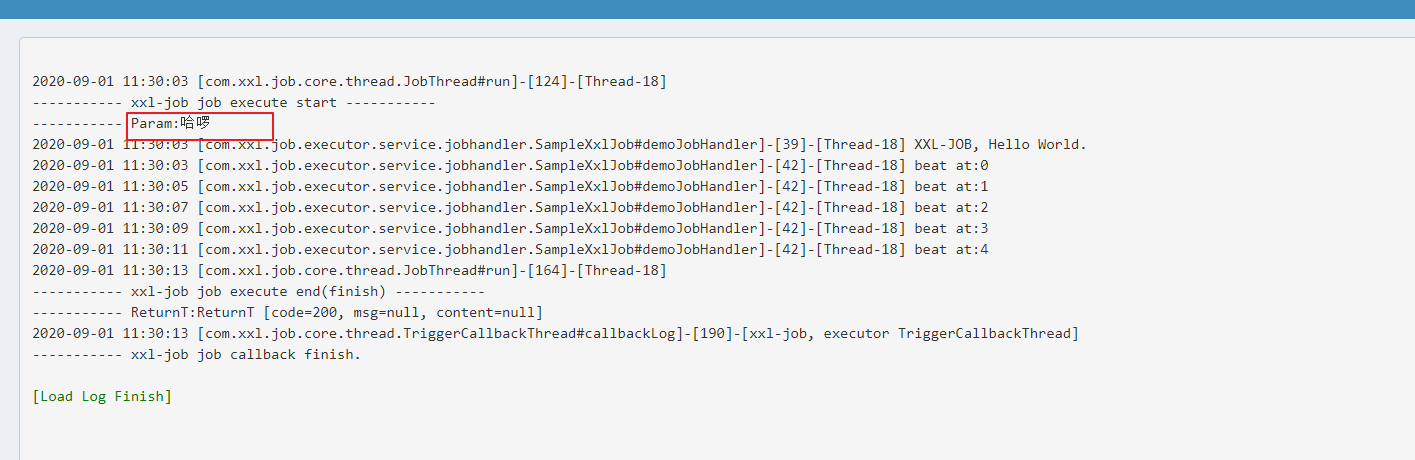 2020-09-01 11:30:03 [com.xxl.job.core.thread.JobThread#run]-[124]-[Thread-18]
----------- xxl-job job execute start -----------
----------- Param:哈啰
2020-09-01 11:30:03 [com.xxl.job.executor.service.jobhandler.SampleXxlJob#demoJobHandler]-[39]-[Thread-18] XXL-JOB, Hello World.
2020-09-01 11:30:03 [com.xxl.job.executor.service.jobhandler.SampleXxlJob#demoJobHandler]-[42]-[Thread-18] beat at:0
2020-09-01 11:30:05 [com.xxl.job.executor.service.jobhandler.SampleXxlJob#demoJobHandler]-[42]-[Thread-18] beat at:1
2020-09-01 11:30:07 [com.xxl.job.executor.service.jobhandler.SampleXxlJob#demoJobHandler]-[42]-[Thread-18] beat at:2
2020-09-01 11:30:09 [com.xxl.job.executor.service.jobhandler.SampleXxlJob#demoJobHandler]-[42]-[Thread-18] beat at:3
2020-09-01 11:30:11 [com.xxl.job.executor.service.jobhandler.SampleXxlJob#demoJobHandler]-[42]-[Thread-18] beat at:4
2020-09-01 11:30:13 [com.xxl.job.core.thread.JobThread#run]-[164]-[Thread-18]
----------- xxl-job job execute end(finish) -----------
----------- ReturnT:ReturnT [code=200, msg=null, content=null]
2020-09-01 11:30:13 [com.xxl.job.core.thread.TriggerCallbackThread#callbackLog]-[190]-[xxl-job, executor TriggerCallbackThread]
----------- xxl-job job callback finish.
[Load Log Finish]